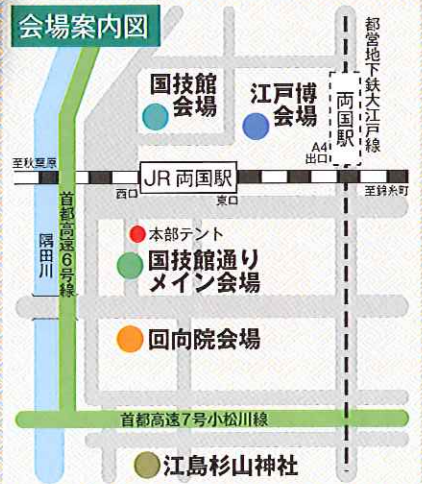 会場案内図
都営地下鉄大江戸線
国技館
会場
江戸博
会場
両国駅
A4
出口
至秋葉原
JR 両国駅
西口
東口
至錦糸町
首都高速6号線
隅田川
本部テント
国技館通り
メイン会場
回向院会場
首都高速7号小松川線
江島杉山神社